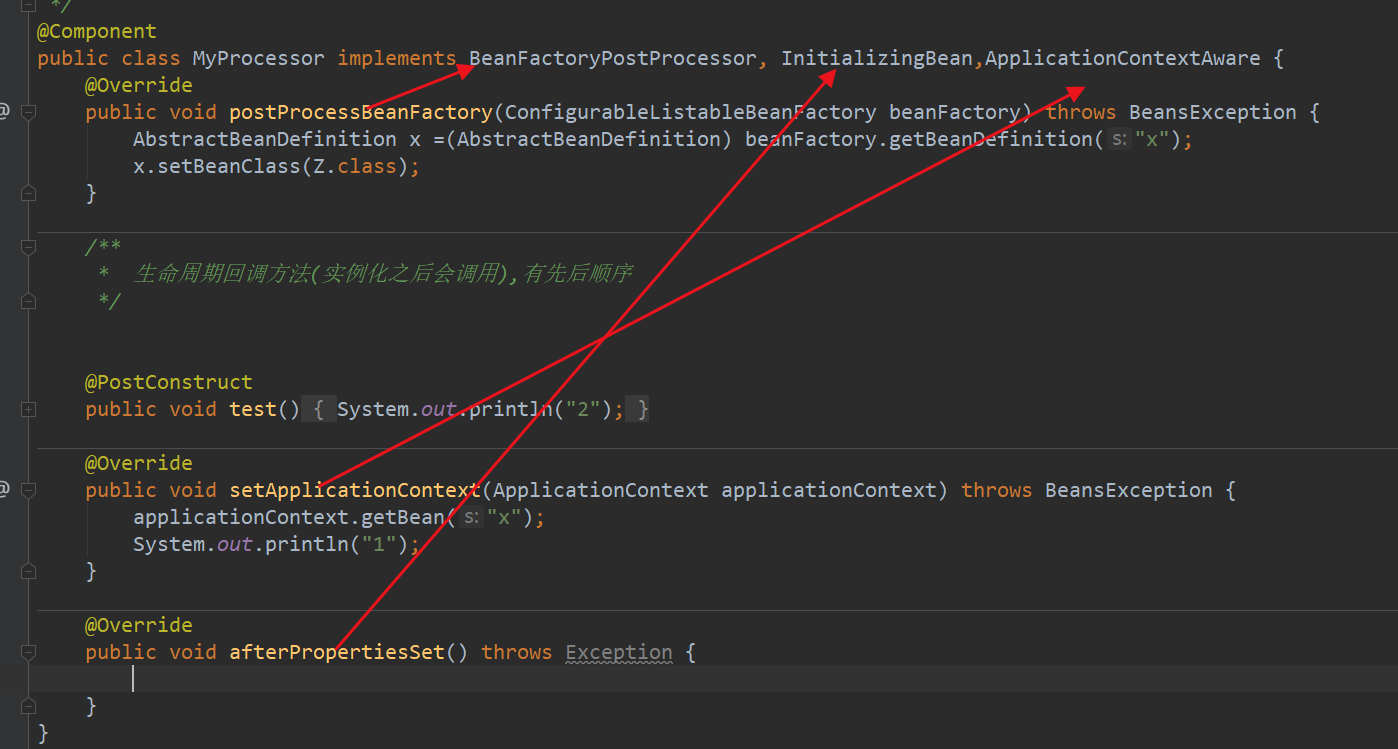 */
@Component
public class MyProcessor implements BeanFactoryPostProcessor, InitializingBean,ApplicationContextAware {
@Override
public void postProcessBeanFactory(ConfigurableListableBeanFactory beanFactory) throws BeansException {
AbstractBeanDefinition x =(AbstractBeanDefinition) beanFactory.getBeanDefinition( s: "x");
x.setBeanClass(Z.class);
}
/**
* 生命周期回调方法(实例化之后会调用),有先后顺序
*/
@PostConstruct
public void test() { System.out.println("2"); }
@Override
public void setApplicationContext(ApplicationContext applicationContext) throws BeansException {
applicationContext.getBean( s: "x");
System.out.println("1");
}
@Override
public void afterPropertiesSet() throws Exception {
}
}